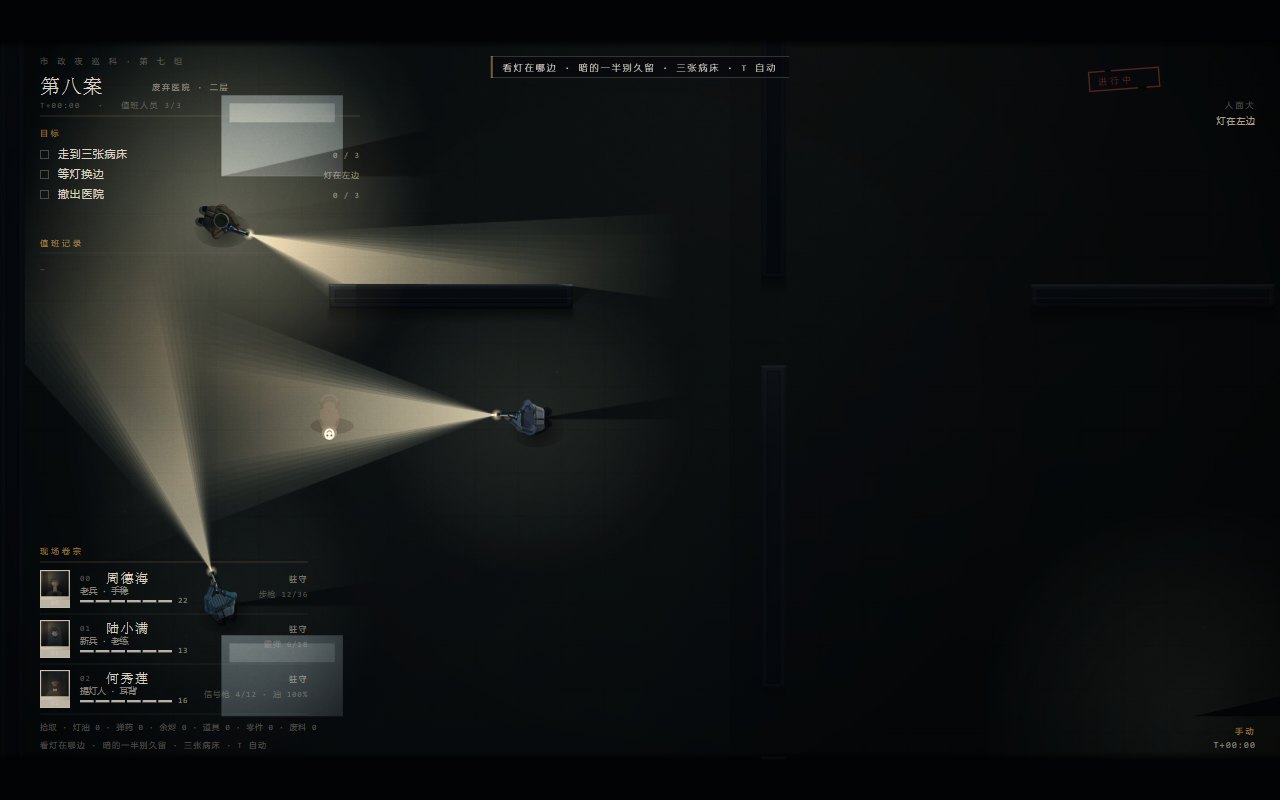 市政夜巡科 · 第七组
看灯在哪边 · 暗的一半别久留 · 三张病床 · T 自动
进行中
第八案 废弃医院 · 二层
T+00:00 · 值班人员 3/3
人面犬
灯在左边
目标
走到三张病床 0 / 3
等灯换边 灯在左边
撤出医院 0 / 3
值班记录
—
现场卷宗
00 周德海 驻守
老兵 · 手稳 步枪 12/36
22
01 陆小满 驻守
新兵 · 老练 霰弹 6/18
13
02 何秀莲 驻守
提灯人 · 耳背 信号枪 4/12 · 油 100%
16
拾取 · 灯油 0 · 弹药 0 · 余烬 0 · 道具 0 · 零件 0 · 废料 0
看灯在哪边 · 暗的一半别久留 · 三张病床 · T 自动
手动
T+00:00